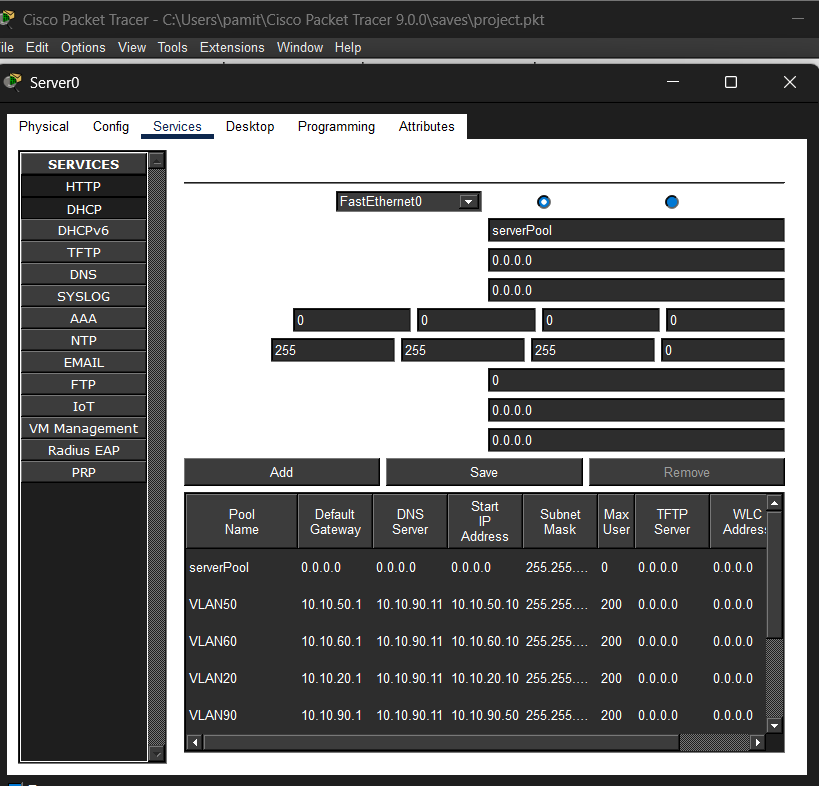 Cisco Packet Tracer - C:\Users\pamit\Cisco Packet Tracer 9.0.0\saves\project.pkt
ile Edit Options View Tools Extensions Window Help
Server0
Physical Config Services Desktop Programming Attributes
SERVICES
HTTP
DHCP
DHCPv6
TFTP
DNS
SYSLOG
AAA
NTP
EMAIL
FTP
IoT
VM Management
Radius EAP
PRP
FastEthernet0
serverPool
0.0.0.0
0.0.0.0
0 0 0 0
255 255 255 0
0
0.0.0.0
0.0.0.0
Add Save Remove
Pool Name Default Gateway DNS Server Start IP Address Subnet Mask Max User TFTP Server WLC Address
serverPool 0.0.0.0 0.0.0.0 0.0.0.0 255.255.... 0 0.0.0.0 0.0.0.0
VLAN50 10.10.50.1 10.10.90.11 10.10.50.10 255.255.... 200 0.0.0.0 0.0.0.0
VLAN60 10.10.60.1 10.10.90.11 10.10.60.10 255.255.... 200 0.0.0.0 0.0.0.0
VLAN20 10.10.20.1 10.10.90.11 10.10.20.10 255.255.... 200 0.0.0.0 0.0.0.0
VLAN90 10.10.90.1 10.10.90.11 10.10.90.50 255.255.... 200 0.0.0.0 0.0.0.0